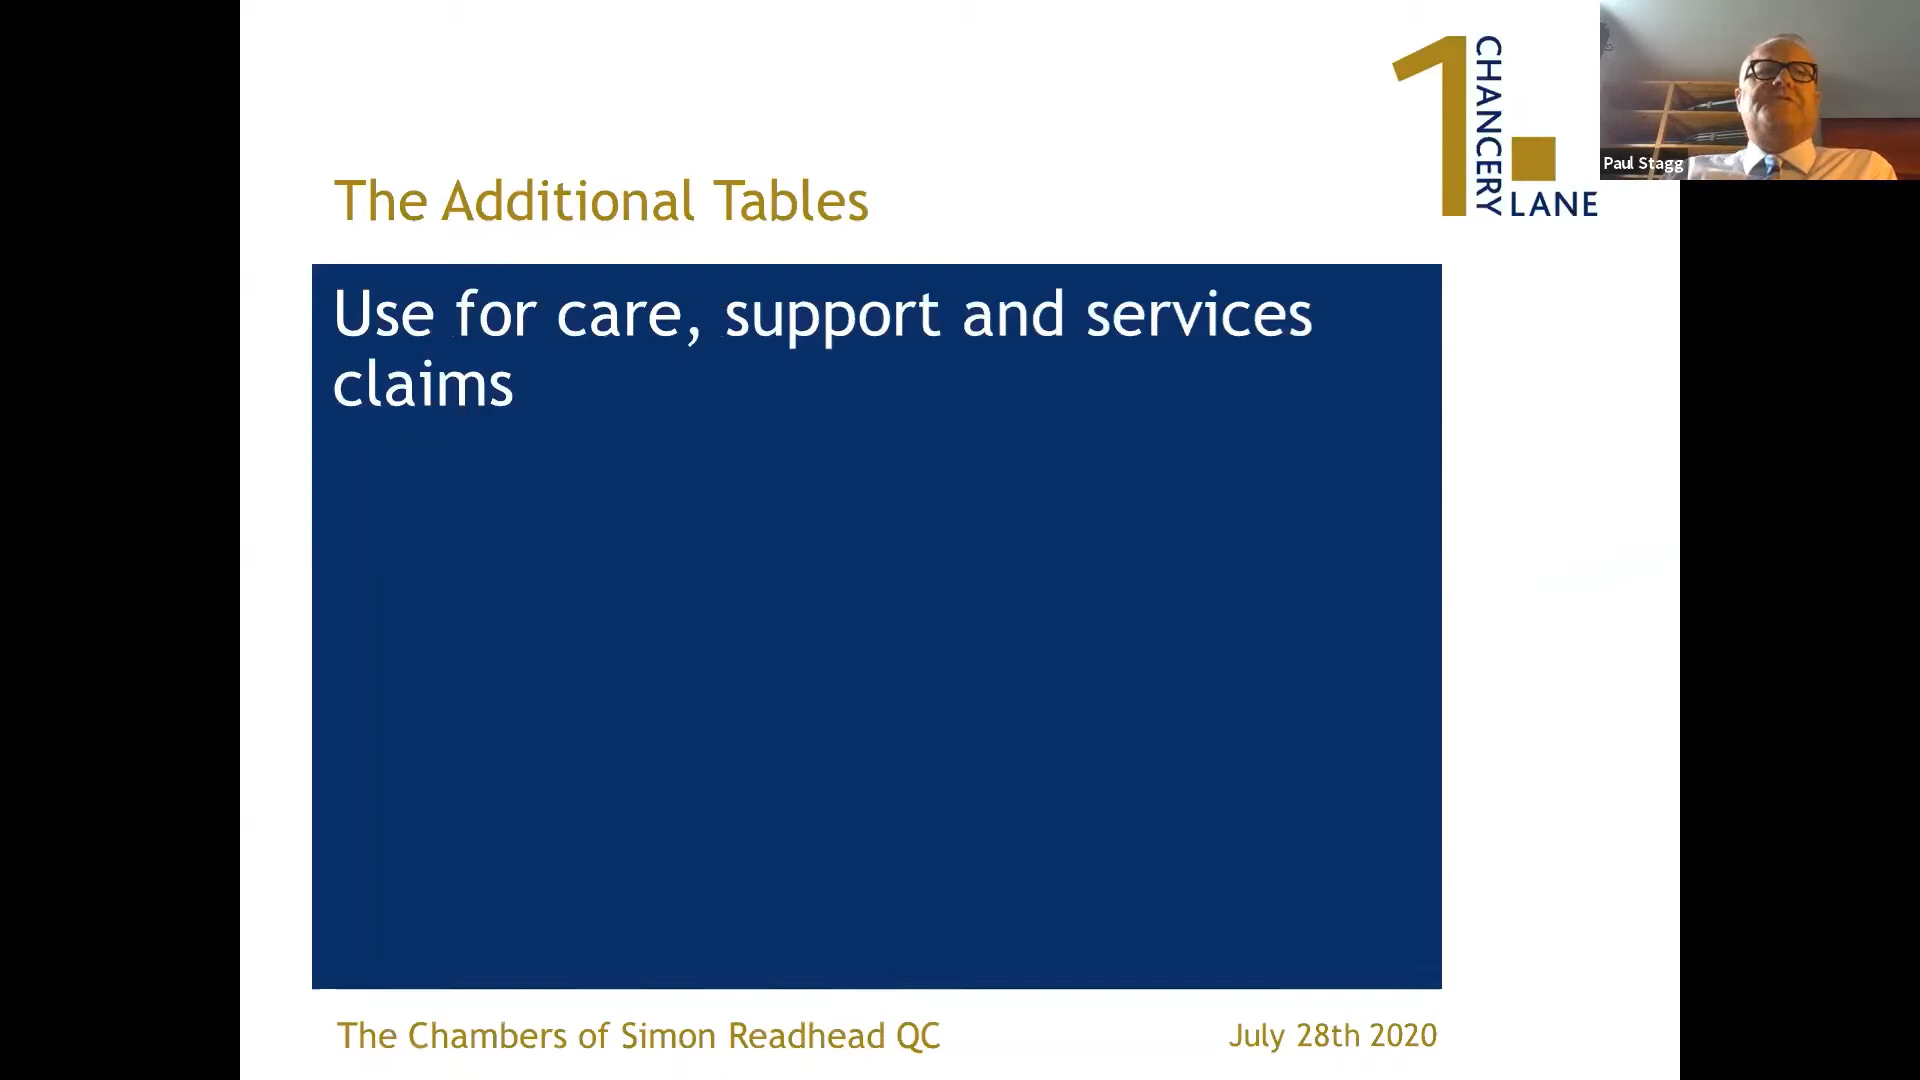 1
CHANCERY
LANE
Paul Stagg
The Additional Tables
Use for care, support and services
claims
The Chambers of Simon Readhead QC
July 28th 2020